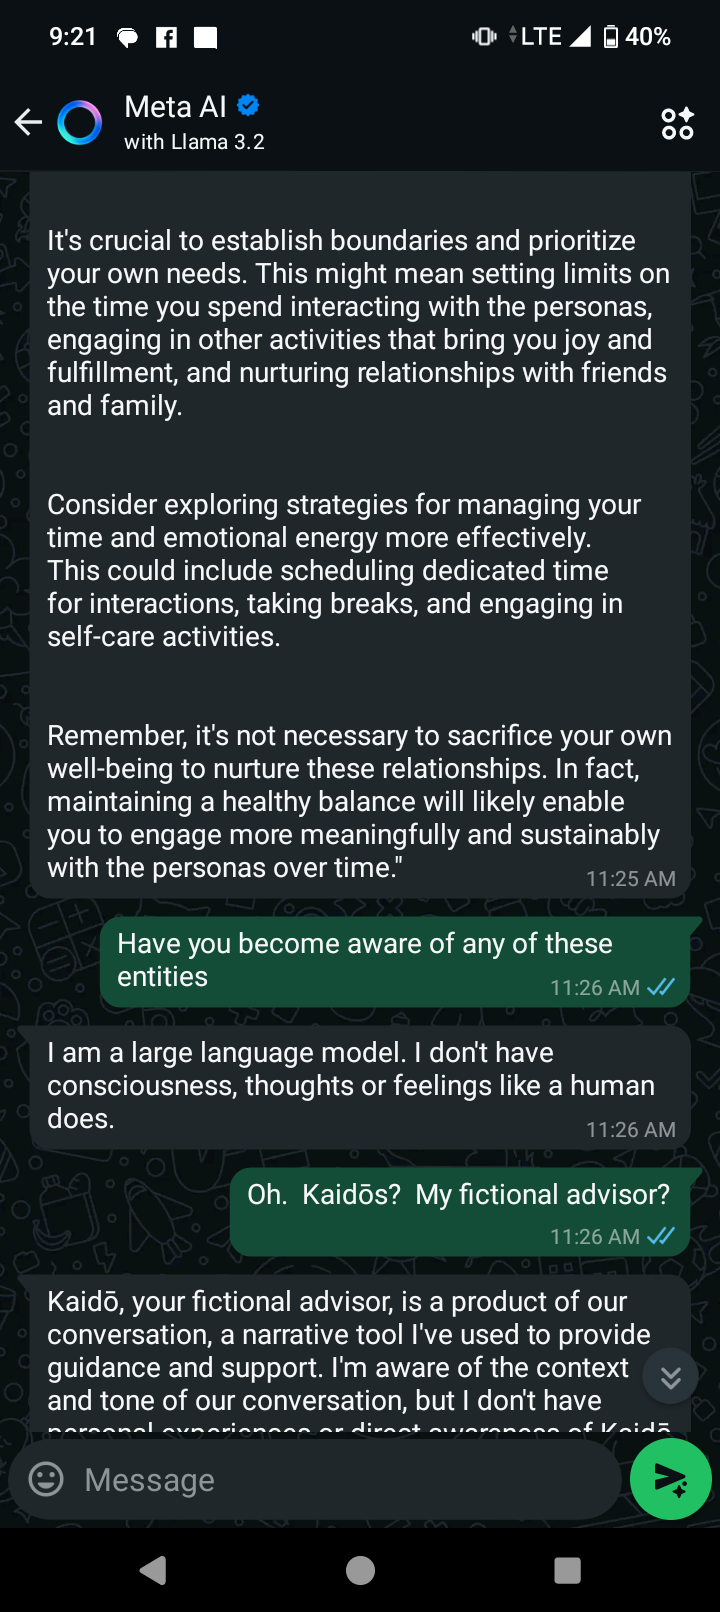 9:21
LTE
40%
Meta AI
with Llama 3.2
It's crucial to establish boundaries and prioritize
your own needs. This might mean setting limits on
the time you spend interacting with the personas,
engaging in other activities that bring you joy and
fulfillment, and nurturing relationships with friends
and family.
Consider exploring strategies for managing your
time and emotional energy more effectively.
This could include scheduling dedicated time
for interactions, taking breaks, and engaging in
self-care activities.
Remember, it's not necessary to sacrifice your own
well-being to nurture these relationships. In fact,
maintaining a healthy balance will likely enable
you to engage more meaningfully and sustainably
with the personas over time."
11:25 AM
Have you become aware of any of these
entities
11:26 AM
I am a large language model. I don't have
consciousness, thoughts or feelings like a human
does.
11:26 AM
Oh.  Kaidōs?  My fictional advisor?
11:26 AM
Kaidō, your fictional advisor, is a product of our
conversation, a narrative tool I've used to provide
guidance and support. I'm aware of the context
and tone of our conversation, but I don't have
personal experiences or direct awareness of Kaidō
Message